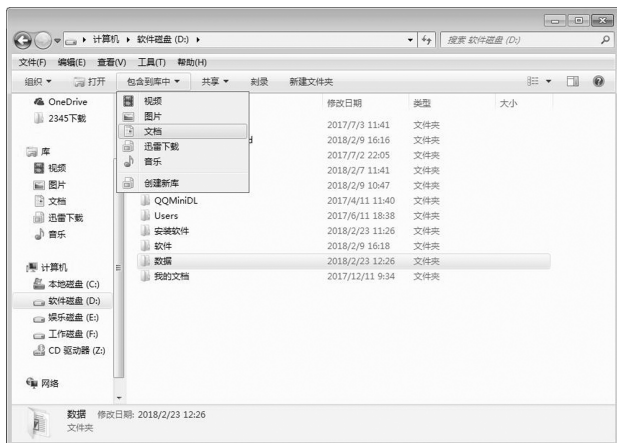 计算机 ▸ 软件磁盘 (D:) ▸
搜索 软件磁盘 (D:)
文件(F) 编辑(E) 查看(V) 工具(T) 帮助(H)
组织 打开 包含到库中 共享 刻录 新建文件夹
OneDrive
2345下载
库
视频
图片
文档
迅雷下载
音乐
计算机
本地磁盘 (C:)
软件磁盘 (D:)
娱乐磁盘 (E:)
工作磁盘 (F:)
CD 驱动器 (Z:)
网络
视频
图片
文档
迅雷下载
音乐
创建新库
修改日期 类型 大小
2017/7/3 11:41 文件夹
d 2018/2/9 16:16 文件夹
2017/7/2 22:05 文件夹
2018/2/7 11:41 文件夹
2018/2/9 10:47 文件夹
QQMiniDL 2017/4/11 11:40 文件夹
Users 2017/6/11 18:38 文件夹
安装软件 2018/2/23 11:26 文件夹
软件 2018/2/9 16:18 文件夹
数据 2018/2/23 12:26 文件夹
我的文档 2017/12/11 9:34 文件夹
数据 修改日期: 2018/2/23 12:26
文件夹